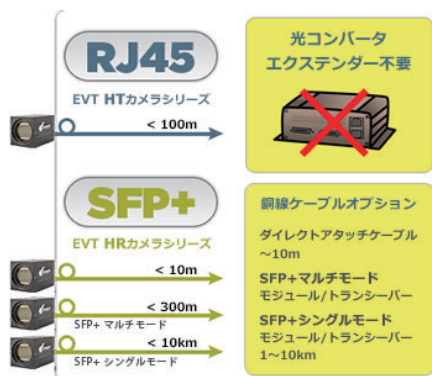 RJ45
EVT HTカメラシリーズ
< 100m
光コンバータ
エクステンダー不要
SFP+
EVT HRカメラシリーズ
< 10m
< 300m
SFP+ マルチモード
< 10km
SFP+ シングルモード
銅線ケーブルオプション
ダイレクトアタッチケーブル
～10m
SFP+マルチモード
モジュール/トランシーバー
SFP+シングルモード
モジュール/トランシーバー
1～10km